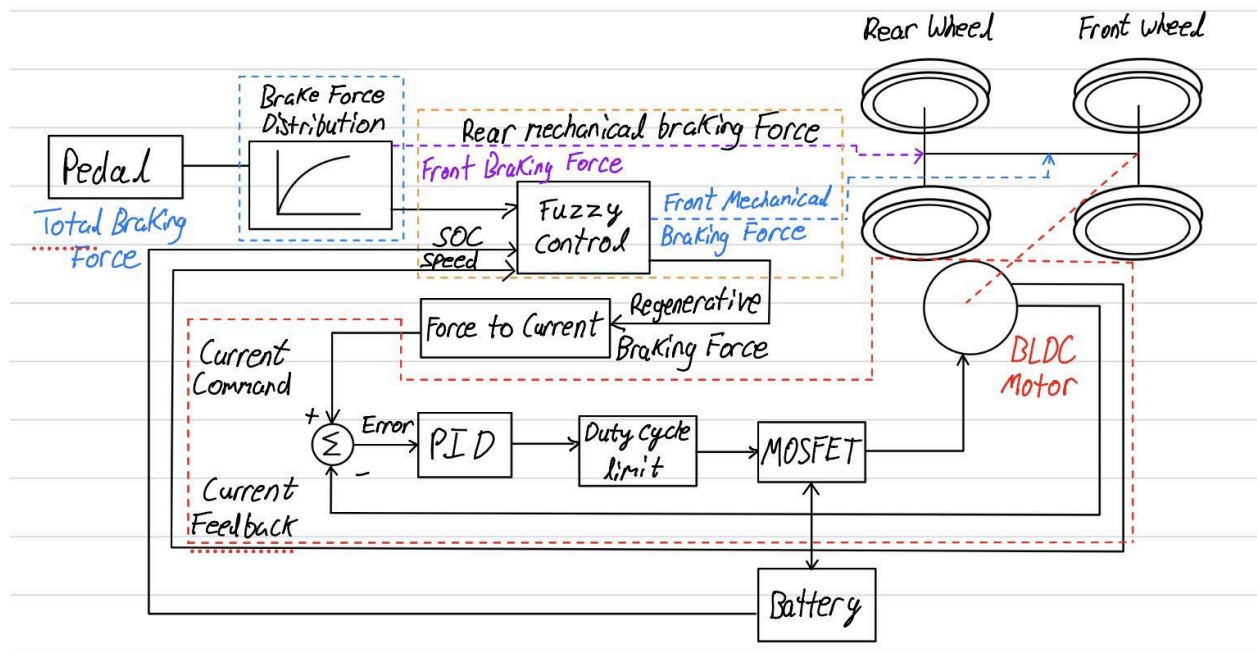 Rear Wheel
Front wheel
Brake Force
Distribution
Pedal
Total Braking
Force
Rear mechanical braking Force
Front Braking Force
Fuzzy
control
Front Mechanical
Braking Force
SOC
speed
Force to Current
Regenerative
Braking Force
BLDC
Motor
Current
Command
+
Σ
-
Error
PID
Duty cycle
limit
MOSFET
Current
Feedback
Battery